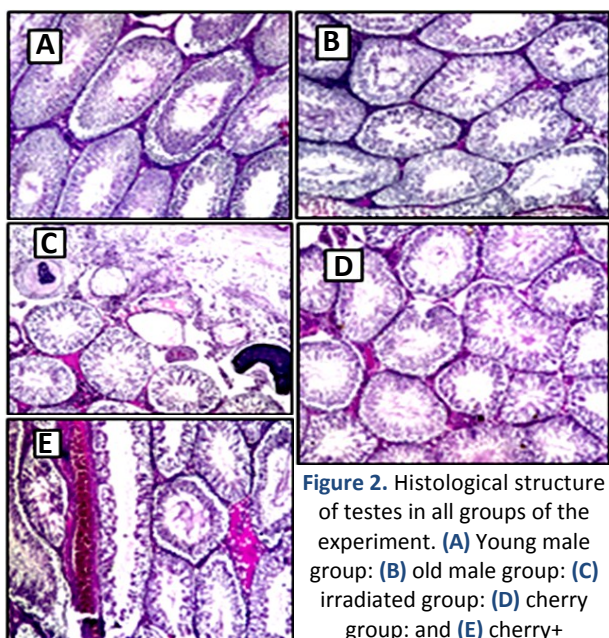 A
B
C
D
E
Figure 2. Histological structure
of testes in all groups of the
experiment. (A) Young male
group: (B) old male group: (C)
irradiated group: (D) cherry
group: and (E) cherry+